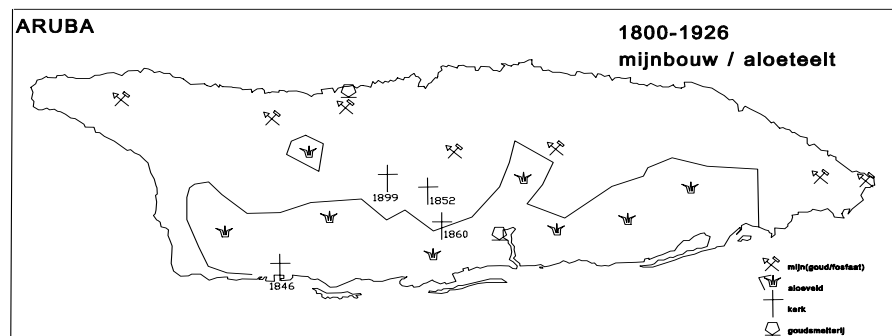 ARUBA
1800-1926
mijnbouw / aloeteelt
1899
1852
1860
1846
mijn(goud/fosfaat)
aloeveld
kerk
goudsmelterij